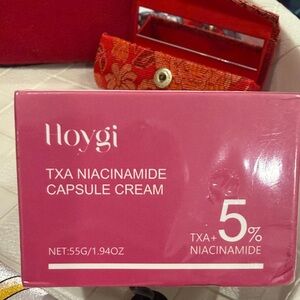 Hoygi
TXA NIACINAMIDE
CAPSULE CREAM
TXA+ 5%
NIACINAMIDE
NET:55G/1.94OZ